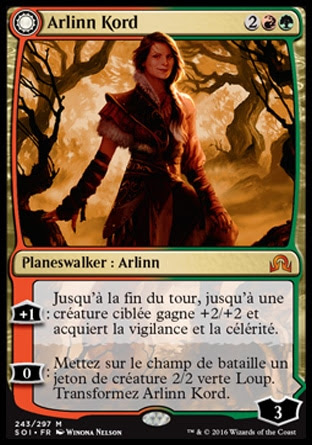 Arlinn Kord 2
Planeswalker : Arlinn
+1 : Jusqu'à la fin du tour, jusqu'à une
créature ciblée gagne +2/+2 et
acquiert la vigilance et la célérité.
0 : Mettez sur le champ de bataille un
jeton de créature 2/2 verte Loup.
Transformez Arlinn Kord.
3
243/297 M
SOI • FR Winona Nelson ™ & © 2016 Wizards of the Coast